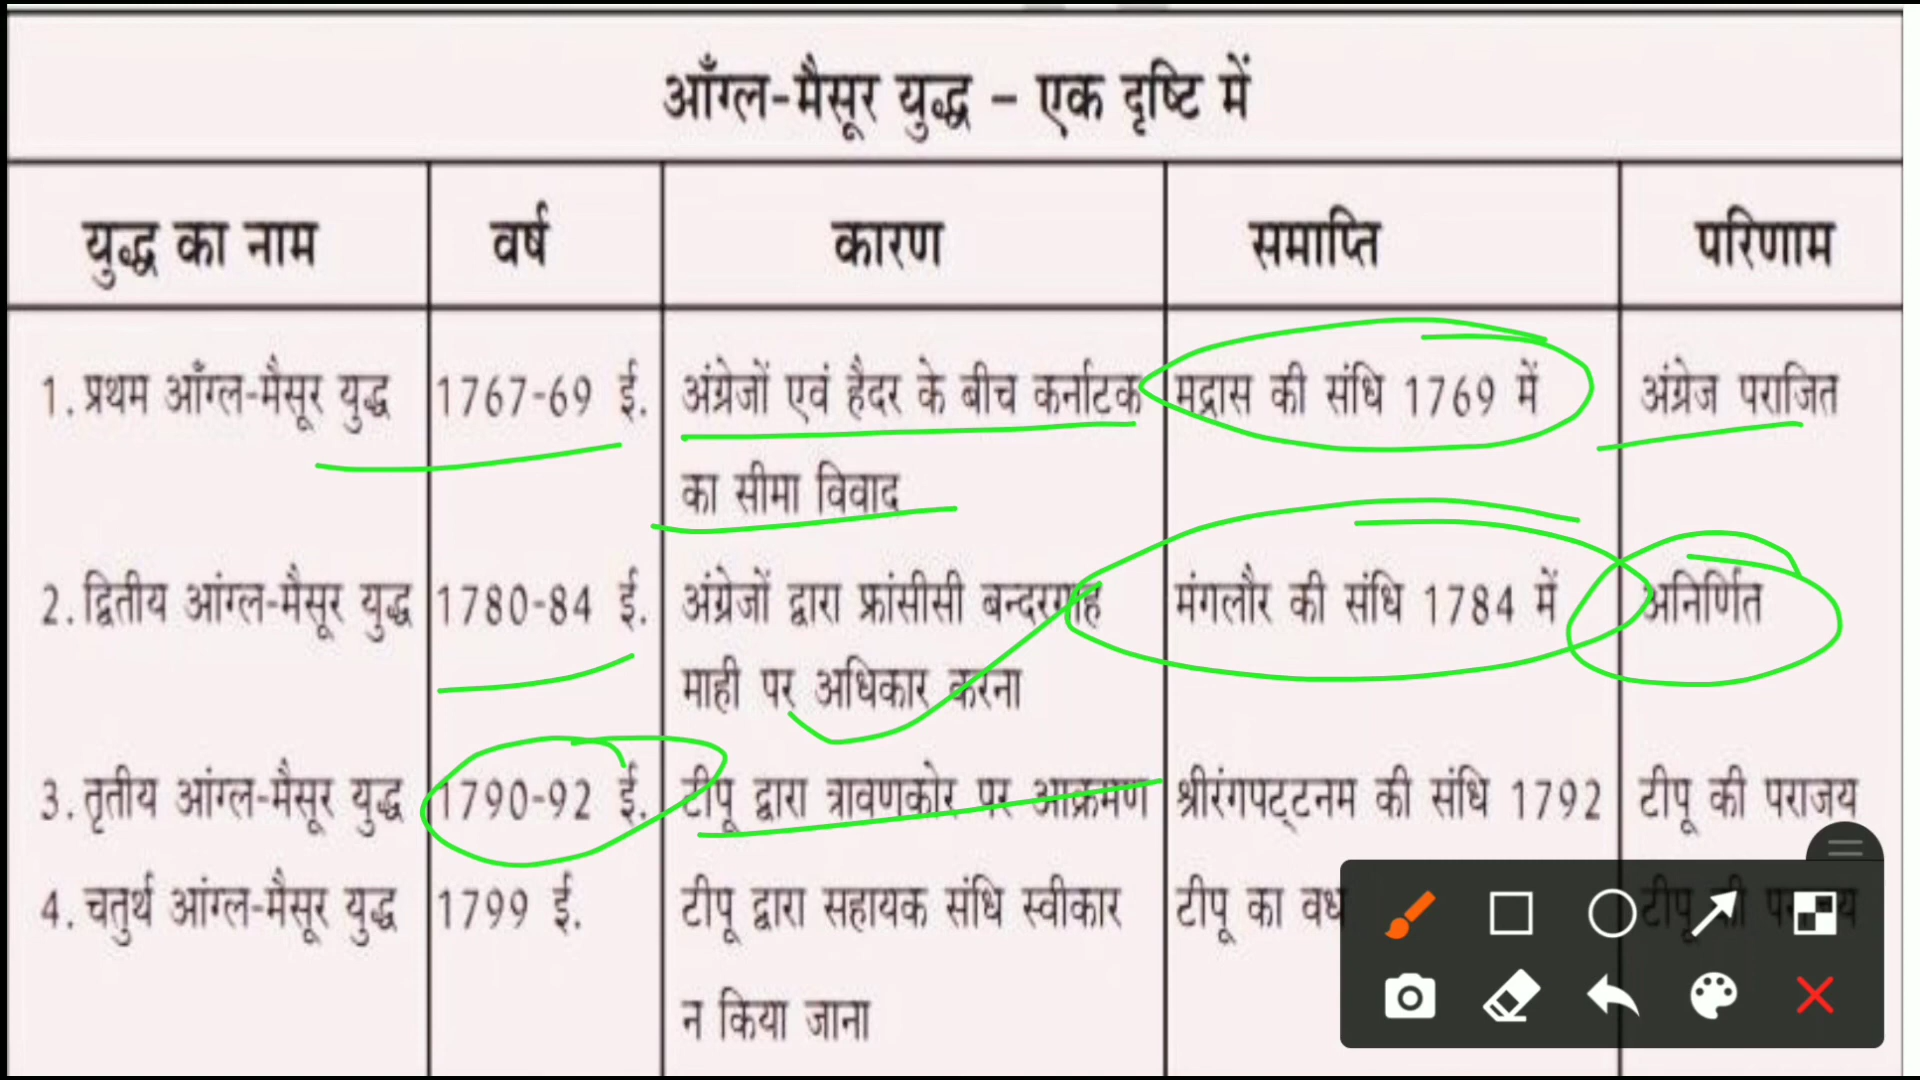 आँग्ल-मैसूर युद्ध – एक दृष्टि में
युद्ध का नाम वर्ष कारण समाप्ति परिणाम
1. प्रथम आँग्ल-मैसूर युद्ध 1767-69 ई. अंग्रेजों एवं हैदर के बीच कर्नाटक मद्रास की संधि 1769 में अंग्रेज पराजित
का सीमा विवाद
2. द्वितीय आंग्ल-मैसूर युद्ध 1780-84 ई. अंग्रेजों द्वारा फ्रांसीसी बन्दरगाह मंगलौर की संधि 1784 में अनिर्णित
माही पर अधिकार करना
3. तृतीय आंग्ल-मैसूर युद्ध 1790-92 ई. टीपू द्वारा त्रावणकोर पर आक्रमण श्रीरंगपट्टनम की संधि 1792 टीपू की पराजय
4. चतुर्थ आंग्ल-मैसूर युद्ध 1799 ई. टीपू द्वारा सहायक संधि स्वीकार टीपू का वध टीपू
न किया जाना